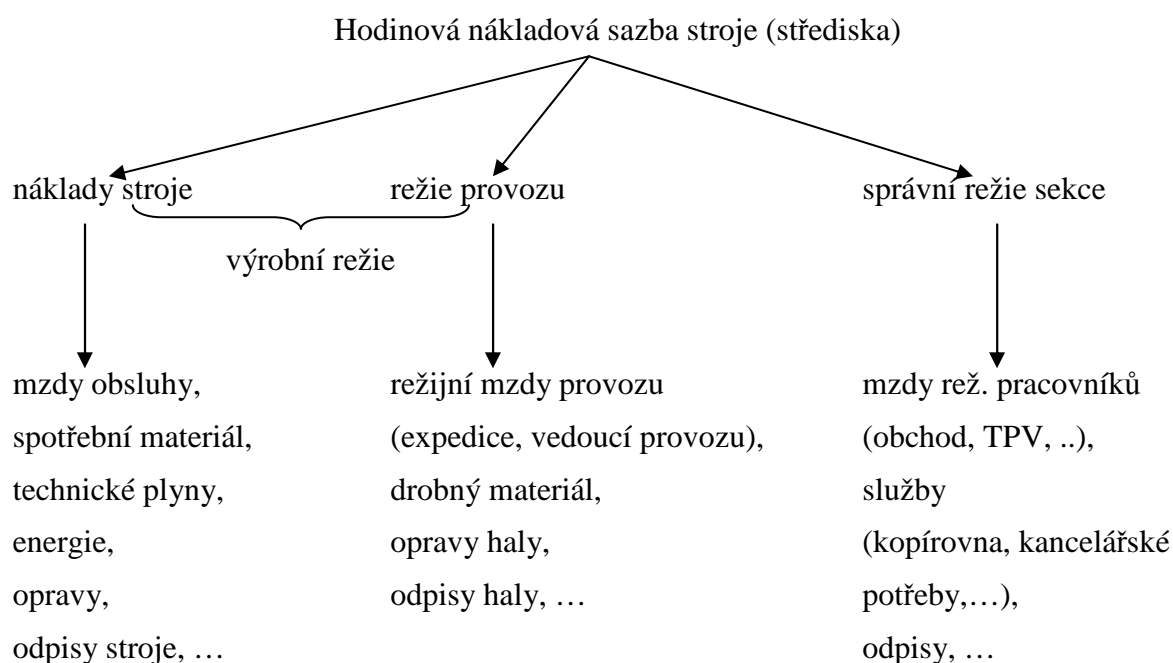 Hodinová nákladová sazba stroje (střediska)
náklady stroje
režie provozu
správní režie sekce
výrobní režie
mzdy obsluhy,
spotřební materiál,
technické plyny,
energie,
opravy,
odpisy stroje, …
režijní mzdy provozu
(expedice, vedoucí provozu),
drobný materiál,
opravy haly,
odpisy haly, …
mzdy rež. pracovníků
(obchod, TPV, ..),
služby
(kopírovna, kancelářské
potřeby,…),
odpisy, …